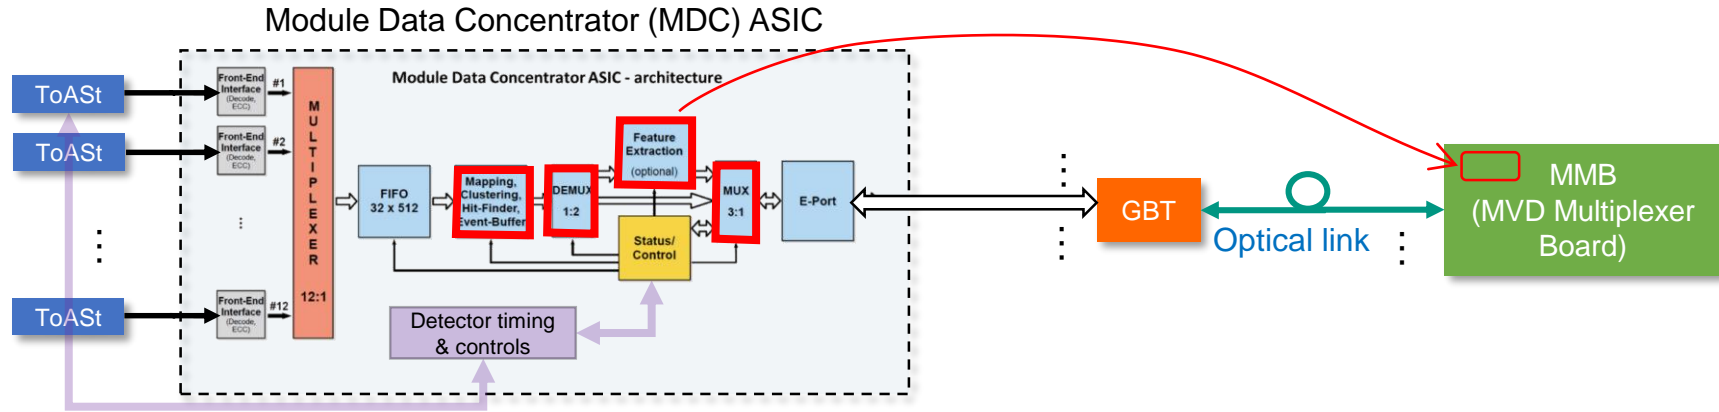 Module Data Concentrator (MDC) ASIC
Module Data Concentrator ASIC - architecture
ToASt
ToASt
ToASt
Front-End
Interface
(Decode,
ECC)
#1
Front-End
Interface
(Decode,
ECC)
#2
Front-End
Interface
(Decode,
ECC)
#12
MULTIPLEXER
12:1
FIFO
32 x 512
Mapping,
Clustering,
Hit-Finder,
Event-Buffer
DEMUX
1:2
Feature
Extraction
(optional)
MUX
3:1
Status/
Control
E-Port
Detector timing
& controls
GBT
Optical link
MMB
(MVD Multiplexer
Board)